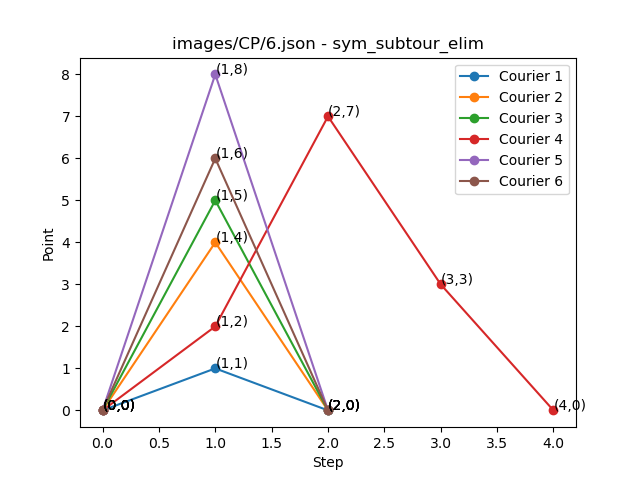 images/CP/6.json - sym_subtour_elim
Point
8
7
6
5
4
3
2
1
0
(1,8)
(2,7)
(1,6)
(1,5)
(1,4)
(3,3)
(1,2)
(1,1)
(0,0)
(2,0)
(4,0)
Courier 1
Courier 2
Courier 3
Courier 4
Courier 5
Courier 6
0.0 0.5 1.0 1.5 2.0 2.5 3.0 3.5 4.0
Step